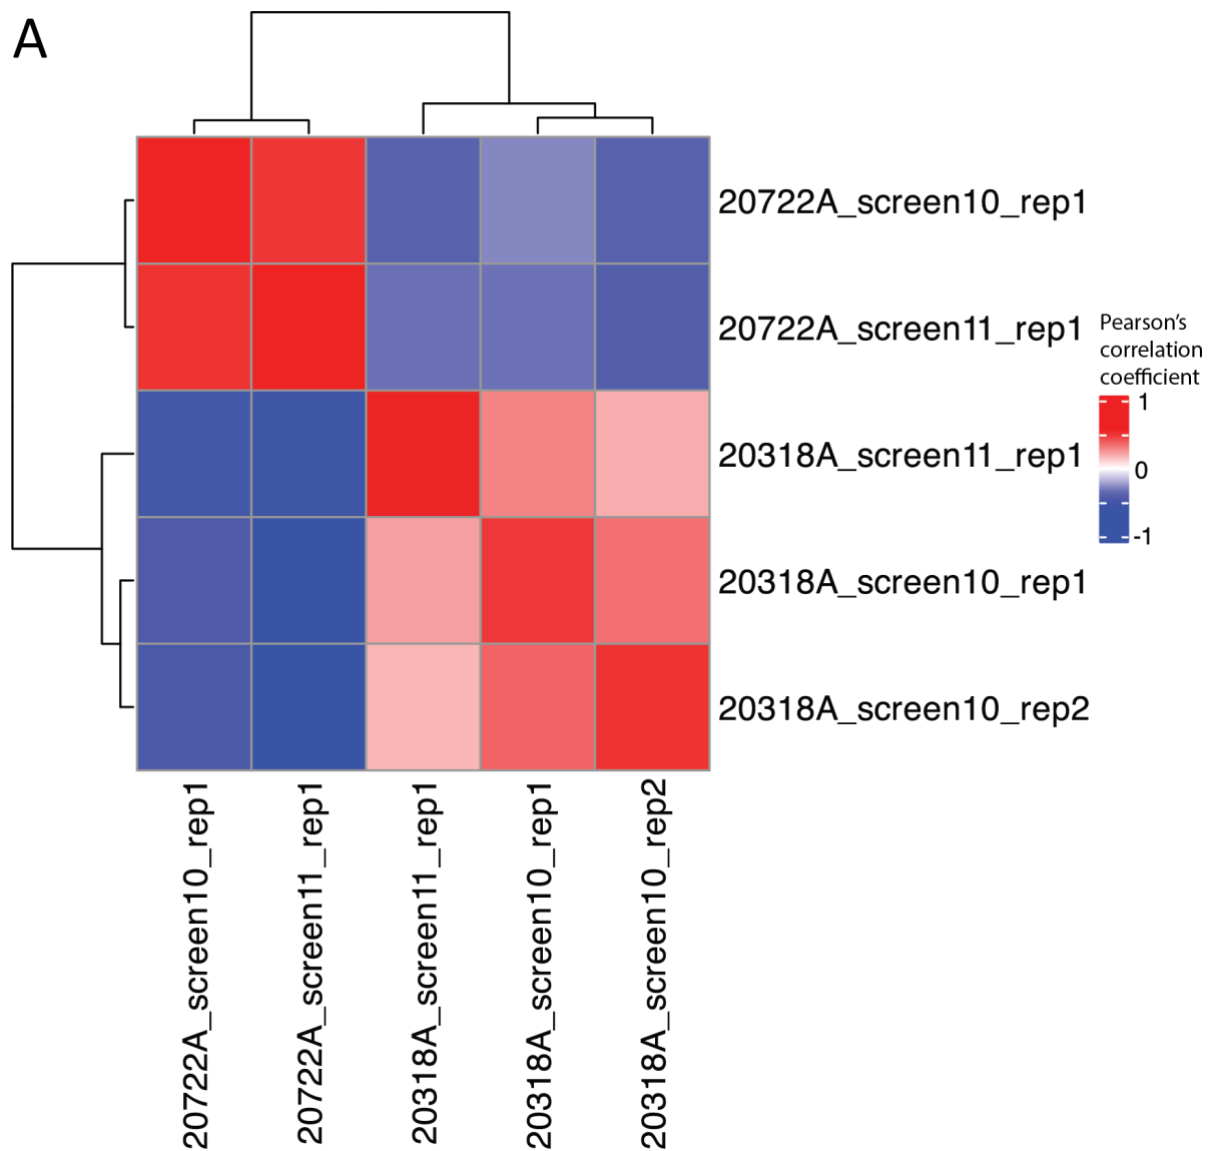 A
20722A_screen10_rep1
20722A_screen11_rep1
20318A_screen11_rep1
20318A_screen10_rep1
20318A_screen10_rep2
Pearson's
correlation
coefficient
1
0
-1
20722A_screen10_rep1
20722A_screen11_rep1
20318A_screen11_rep1
20318A_screen10_rep1
20318A_screen10_rep2